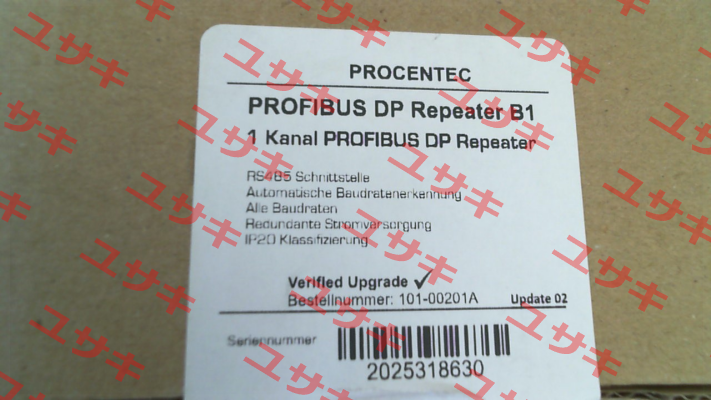 PROCENTEC
PROFIBUS DP Repeater B1
1 Kanal PROFIBUS DP Repeater
RS485 Schnittstelle
Automatische Baudratenerkennung
Alle Baudraten
Redundante Stromversorgung
IP20 Klassifizierung
Verified Upgrade ✓
Bestellnummer: 101-00201A Update 02
Seriennummer
2025318630
ユサキ